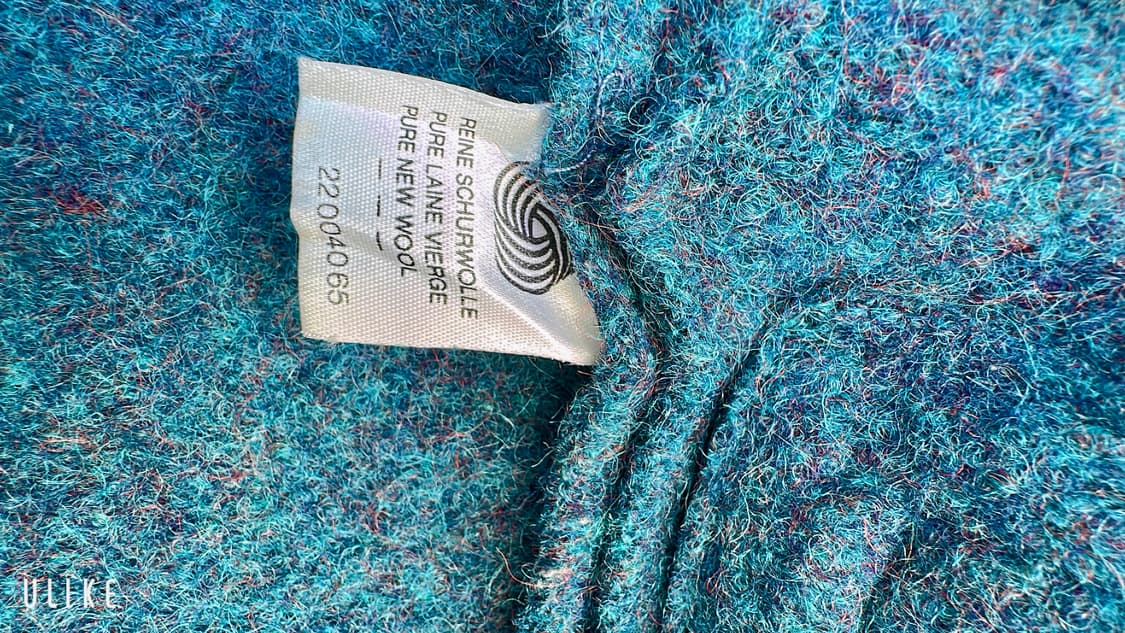 REINE SCHURWOLLE
PURE LAINE VIERGE
PURE NEW WOOL
22004065
ULIKE